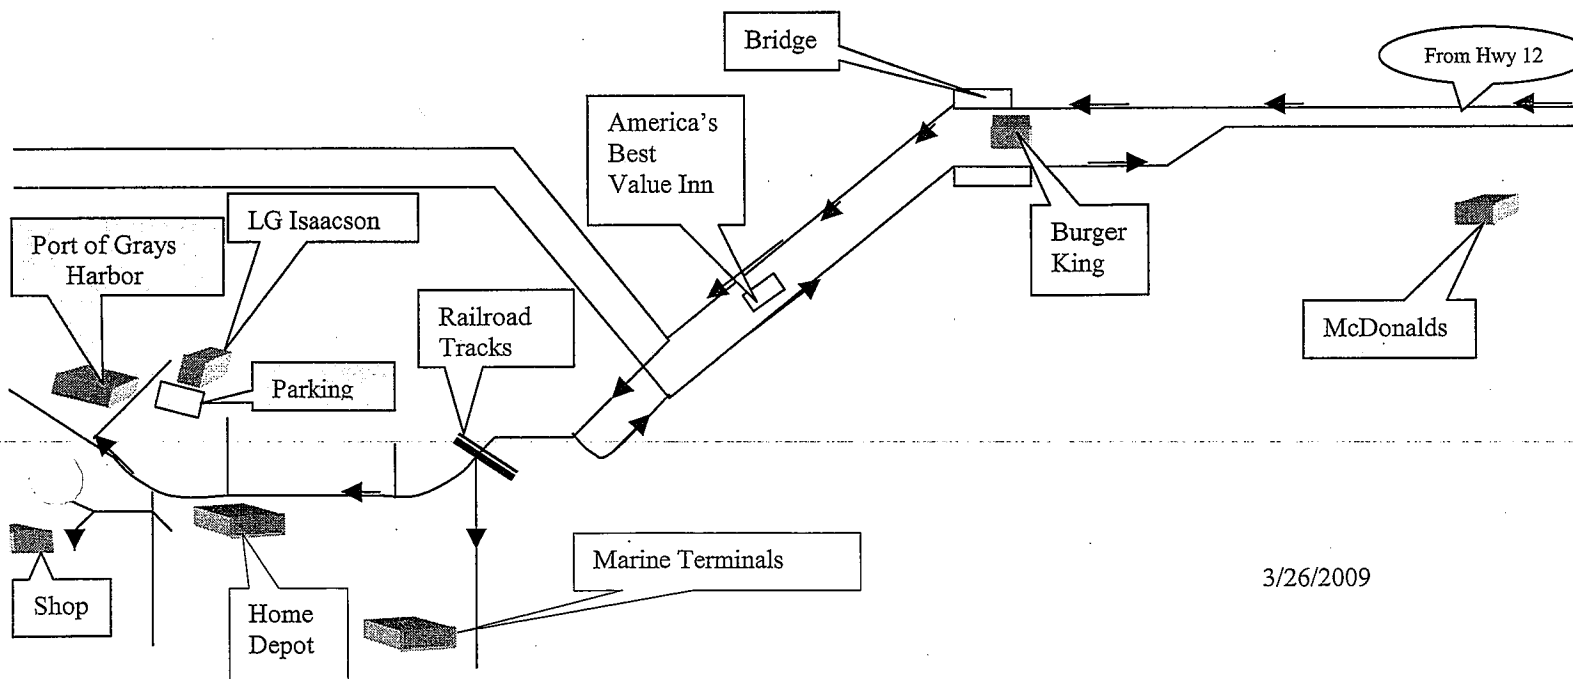 Bridge
From Hwy 12
America's
Best
Value Inn
LG Isaacson
Port of Grays
Harbor
Burger
King
Railroad
Tracks
McDonalds
Parking
Marine Terminals
3/26/2009
Shop
Home
Depot